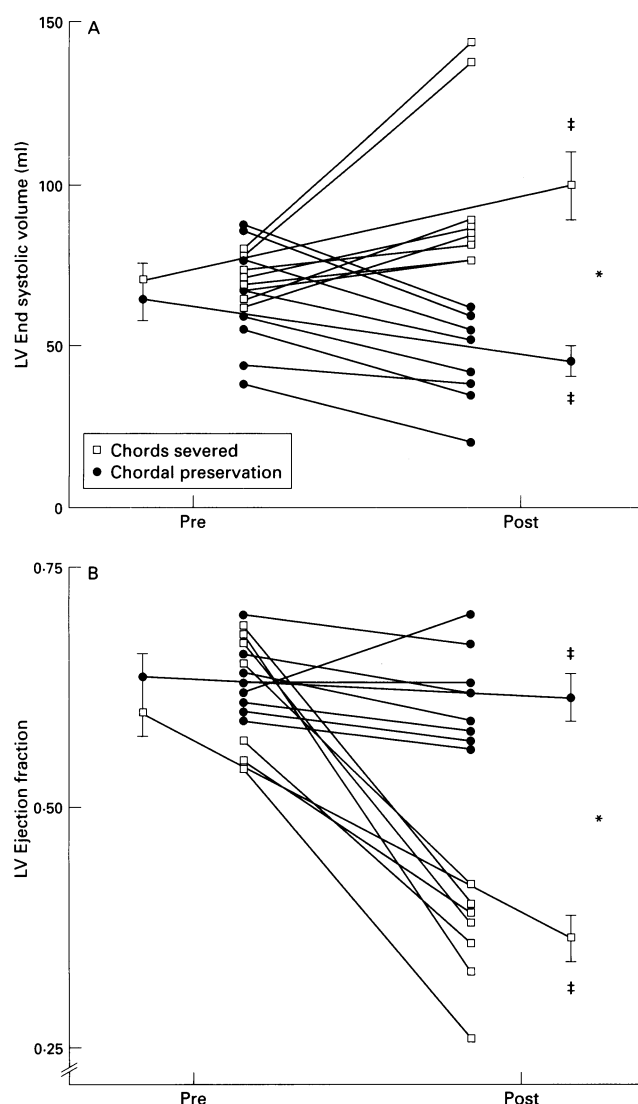 150
A
LV End systolic volume (ml)
‡
100
*
50
‡
Chords severed
Chordal preservation
0
Pre Post
0·75
B
LV Ejection fraction
‡
0·50
*
‡
0·25
Pre Post